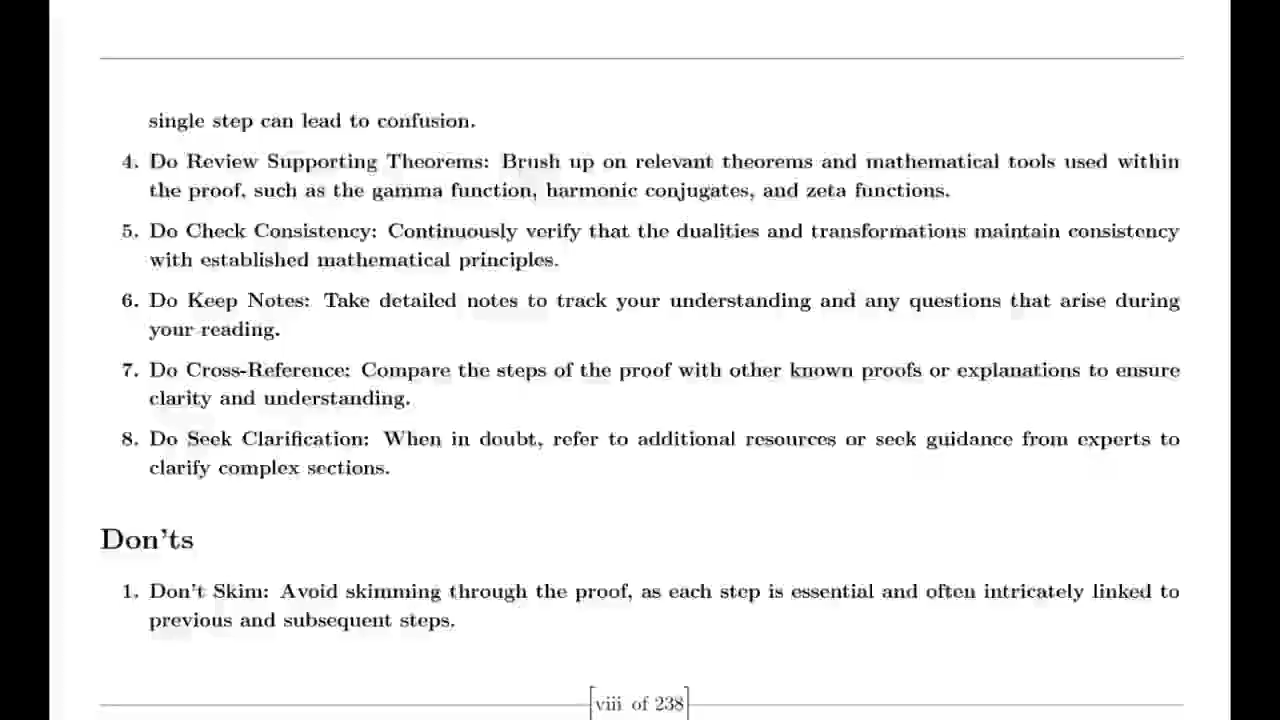 single step can lead to confusion.
4. Do Review Supporting Theorems: Brush up on relevant theorems and mathematical tools used within
the proof, such as the gamma function, harmonic conjugates, and zeta functions.
5. Do Check Consistency: Continuously verify that the dualities and transformations maintain consistency
with established mathematical principles.
6. Do Keep Notes: Take detailed notes to track your understanding and any questions that arise during
your reading.
7. Do Cross-Reference: Compare the steps of the proof with other known proofs or explanations to ensure
clarity and understanding.
8. Do Seek Clarification: When in doubt, refer to additional resources or seek guidance from experts to
clarify complex sections.
Don'ts
1. Don't Skim: Avoid skimming through the proof, as each step is essential and often intricately linked to
previous and subsequent steps.
viii of 238